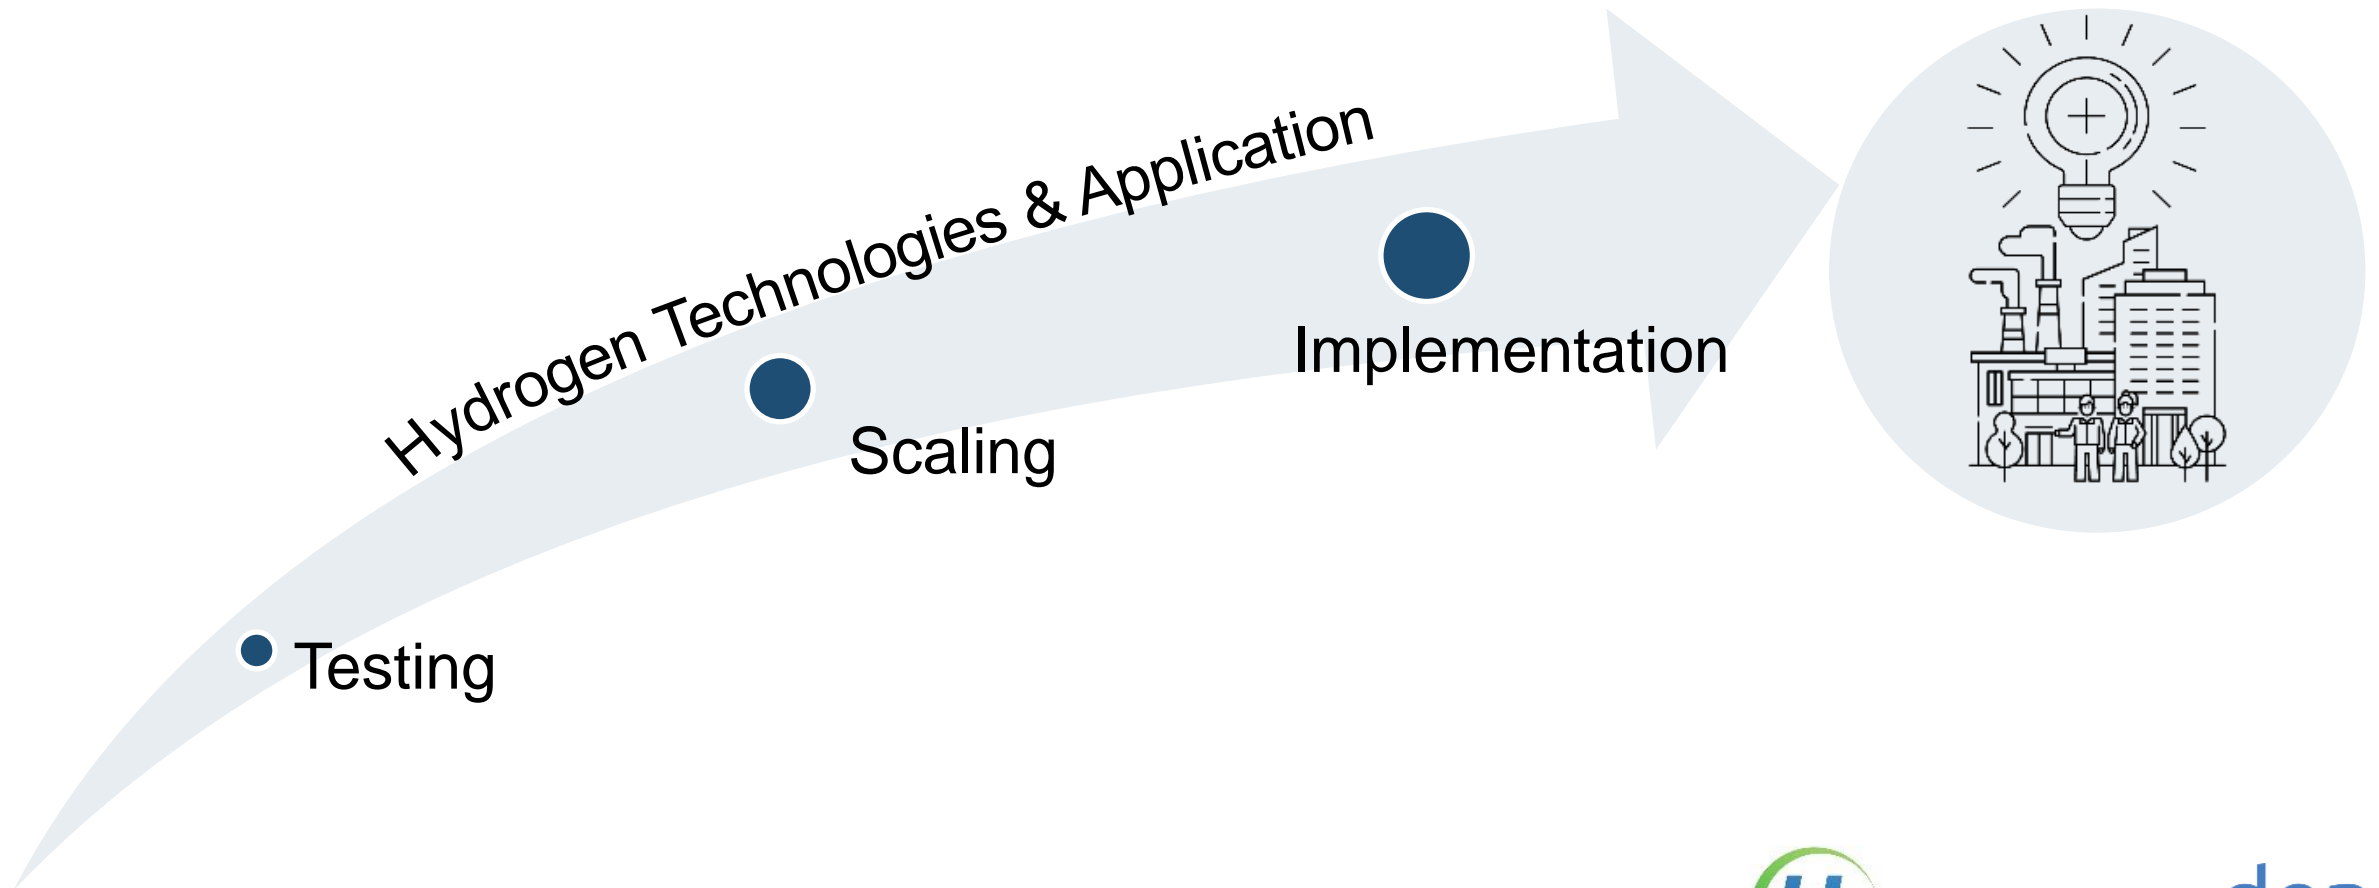 Hydrogen Technologies & Application
Implementation
Scaling
Testing